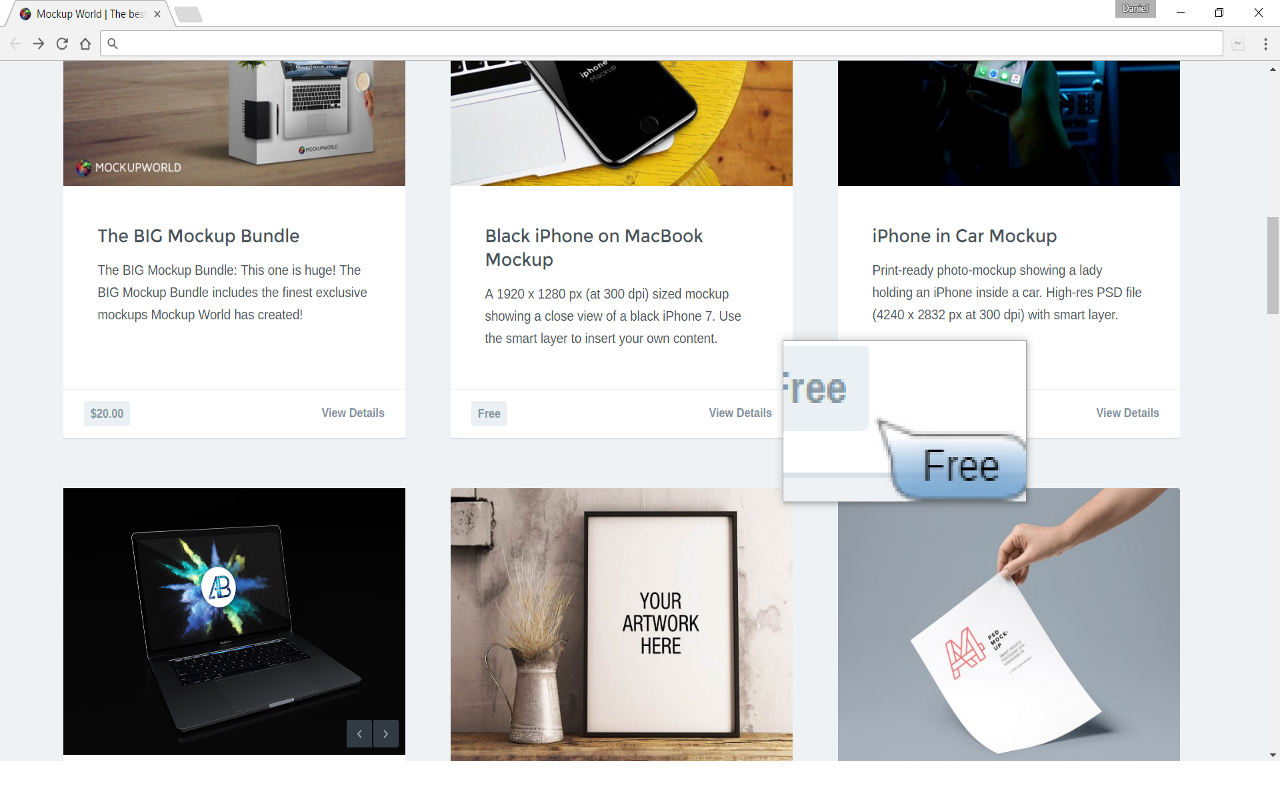 Mockup World | The best
Daniel
iphone
Mockup
MOCKUPWORLD
MOCKUPWORLD
The BIG Mockup Bundle
The BIG Mockup Bundle: This one is huge! The
BIG Mockup Bundle includes the finest exclusive
mockups Mockup World has created!
$20.00
View Details
Black iPhone on MacBook
Mockup
A 1920 x 1280 px (at 300 dpi) sized mockup
showing a close view of a black iPhone 7. Use
the smart layer to insert your own content.
Free
View Details
iPhone in Car Mockup
Print-ready photo-mockup showing a lady
holding an iPhone inside a car. High-res PSD file
(4240 x 2832 px at 300 dpi) with smart layer.
Free
Free
View Details
AB
YOUR
ARTWORK
HERE
PSD
MOCK-
UP